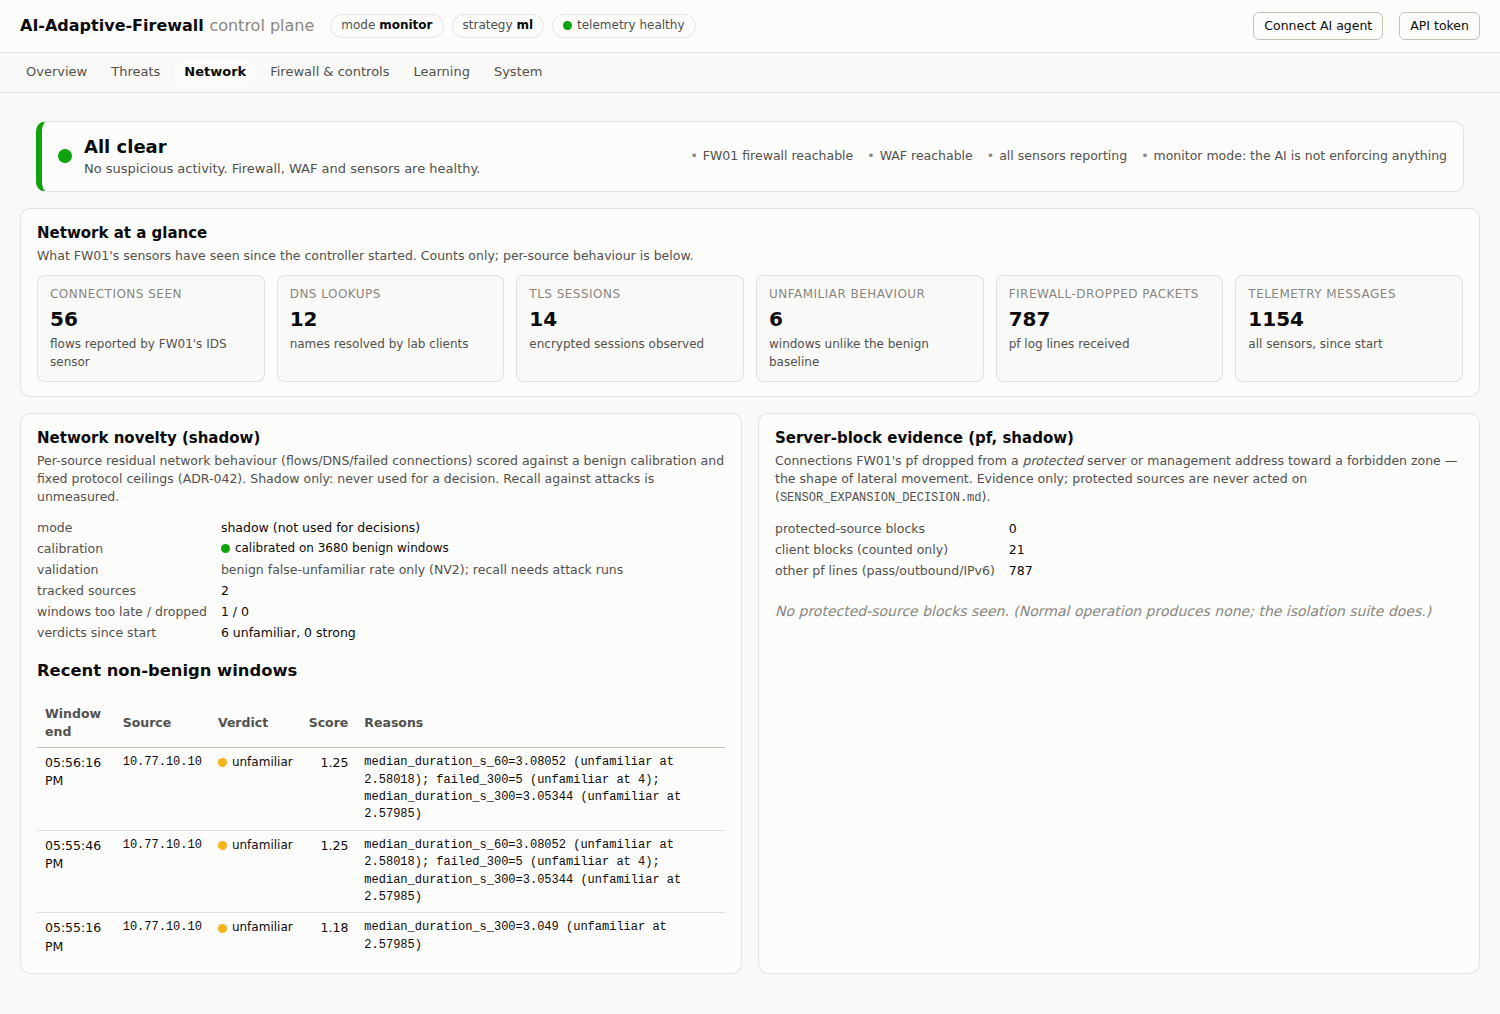 AI-Adaptive-Firewall control plane
mode monitor
strategy ml
telemetry healthy
Connect AI agent
API token
Overview
Threats
Network
Firewall & controls
Learning
System
All clear
No suspicious activity. Firewall, WAF and sensors are healthy.
• FW01 firewall reachable
• WAF reachable
• all sensors reporting
• monitor mode: the AI is not enforcing anything
Network at a glance
What FW01's sensors have seen since the controller started. Counts only; per-source behaviour is below.
CONNECTIONS SEEN
56
flows reported by FW01's IDS
sensor
DNS LOOKUPS
12
names resolved by lab clients
TLS SESSIONS
14
encrypted sessions observed
UNFAMILIAR BEHAVIOUR
6
windows unlike the benign
baseline
FIREWALL-DROPPED PACKETS
787
pf log lines received
TELEMETRY MESSAGES
1154
all sensors, since start
Network novelty (shadow)
Per-source residual network behaviour (flows/DNS/failed connections) scored against a benign calibration and
fixed protocol ceilings (ADR-042). Shadow only: never used for a decision. Recall against attacks is
unmeasured.
mode shadow (not used for decisions)
calibration calibrated on 3680 benign windows
validation benign false-unfamiliar rate only (NV2); recall needs attack runs
tracked sources 2
windows too late / dropped 1 / 0
verdicts since start 6 unfamiliar, 0 strong
Recent non-benign windows
Window
end
Source
Verdict
Score
Reasons
05:56:16
PM
10.77.10.10
unfamiliar
1.25
median_duration_s_60=3.08052 (unfamiliar at
2.58018); failed_300=5 (unfamiliar at 4);
median_duration_s_300=3.05344 (unfamiliar at
2.57985)
05:55:46
PM
10.77.10.10
unfamiliar
1.25
median_duration_s_60=3.08052 (unfamiliar at
2.58018); failed_300=5 (unfamiliar at 4);
median_duration_s_300=3.05344 (unfamiliar at
2.57985)
05:55:16
PM
10.77.10.10
unfamiliar
1.18
median_duration_s_300=3.049 (unfamiliar at
2.57985)
Server-block evidence (pf, shadow)
Connections FW01's pf dropped from a protected server or management address toward a forbidden zone —
the shape of lateral movement. Evidence only; protected sources are never acted on
(SENSOR_EXPANSION_DECISION.md).
protected-source blocks 0
client blocks (counted only) 21
other pf lines (pass/outbound/IPv6) 787
No protected-source blocks seen. (Normal operation produces none; the isolation suite does.)